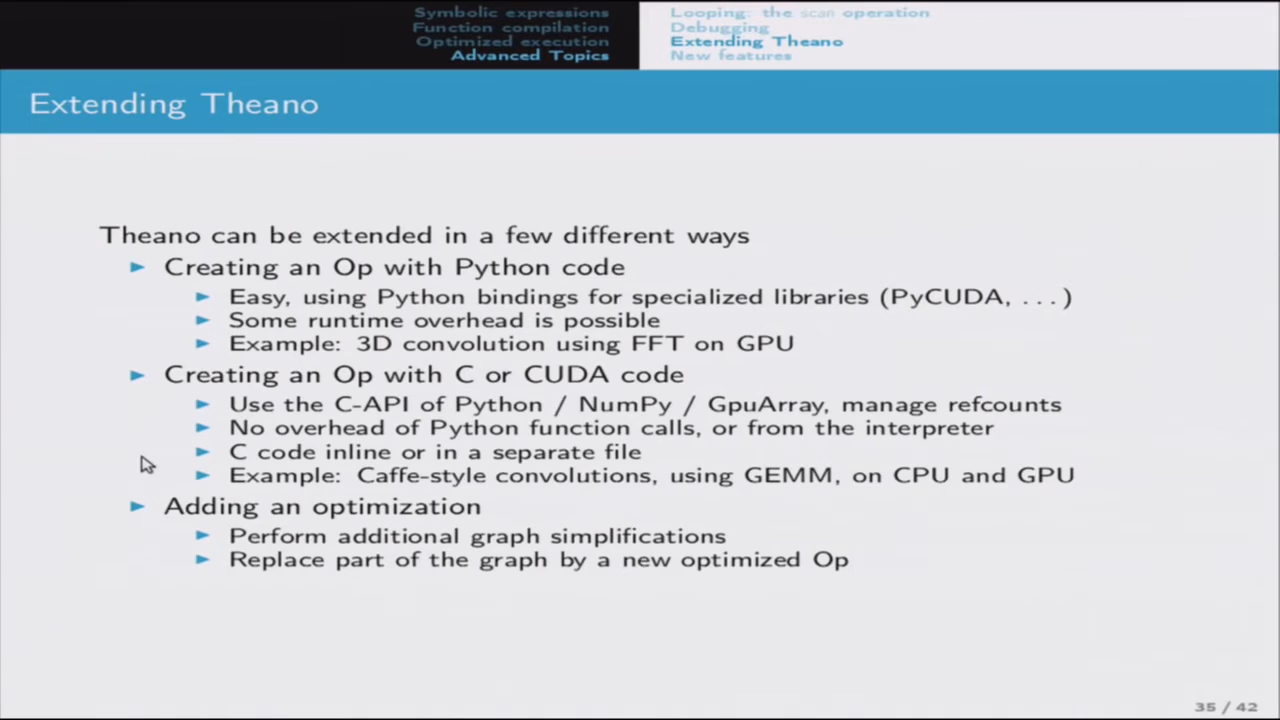 Symbolic expressions
Function compilation
Optimized execution
Advanced Topics
Looping: the scan operation
Debugging
Extending Theano
New features
Extending Theano
Theano can be extended in a few different ways
Creating an Op with Python code
Easy, using Python bindings for specialized libraries (PyCUDA, ...)
Some runtime overhead is possible
Example: 3D convolution using FFT on GPU
Creating an Op with C or CUDA code
Use the C-API of Python / NumPy / GpuArray, manage refcounts
No overhead of Python function calls, or from the interpreter
C code inline or in a separate file
Example: Caffe-style convolutions, using GEMM, on CPU and GPU
Adding an optimization
Perform additional graph simplifications
Replace part of the graph by a new optimized Op
35 / 42